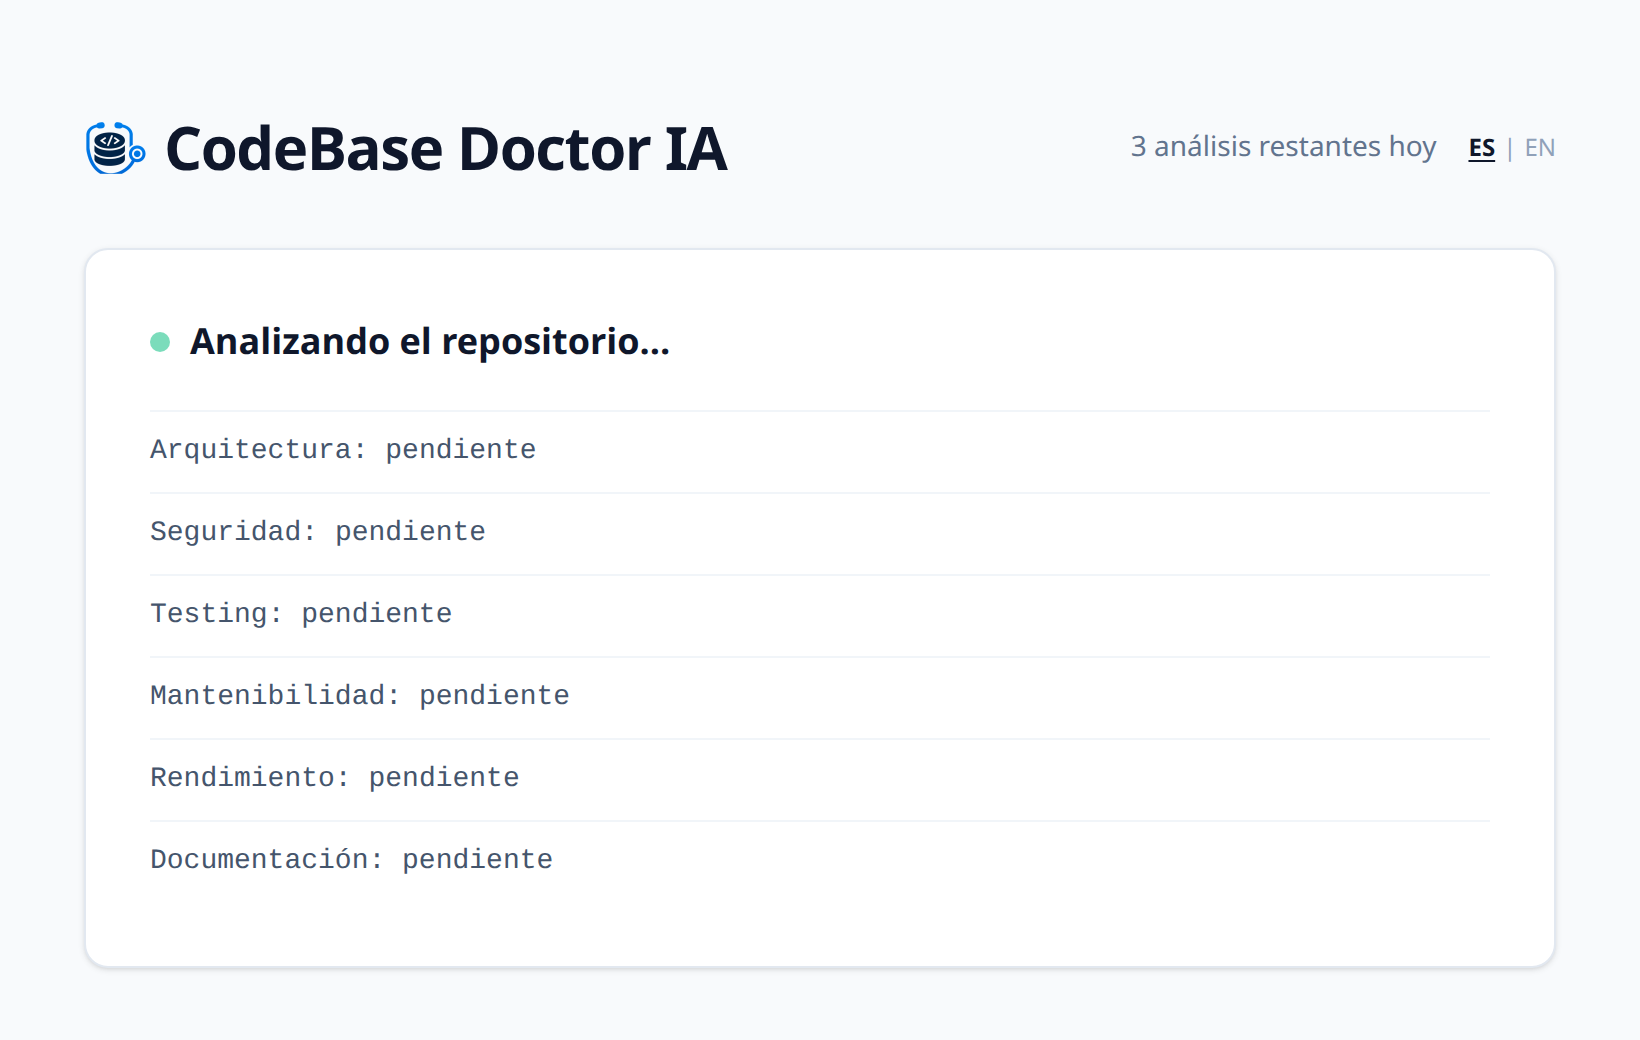 CodeBase Doctor IA
3 análisis restantes hoy ES | EN
Analizando el repositorio...
Arquitectura: pendiente
Seguridad: pendiente
Testing: pendiente
Mantenibilidad: pendiente
Rendimiento: pendiente
Documentación: pendiente